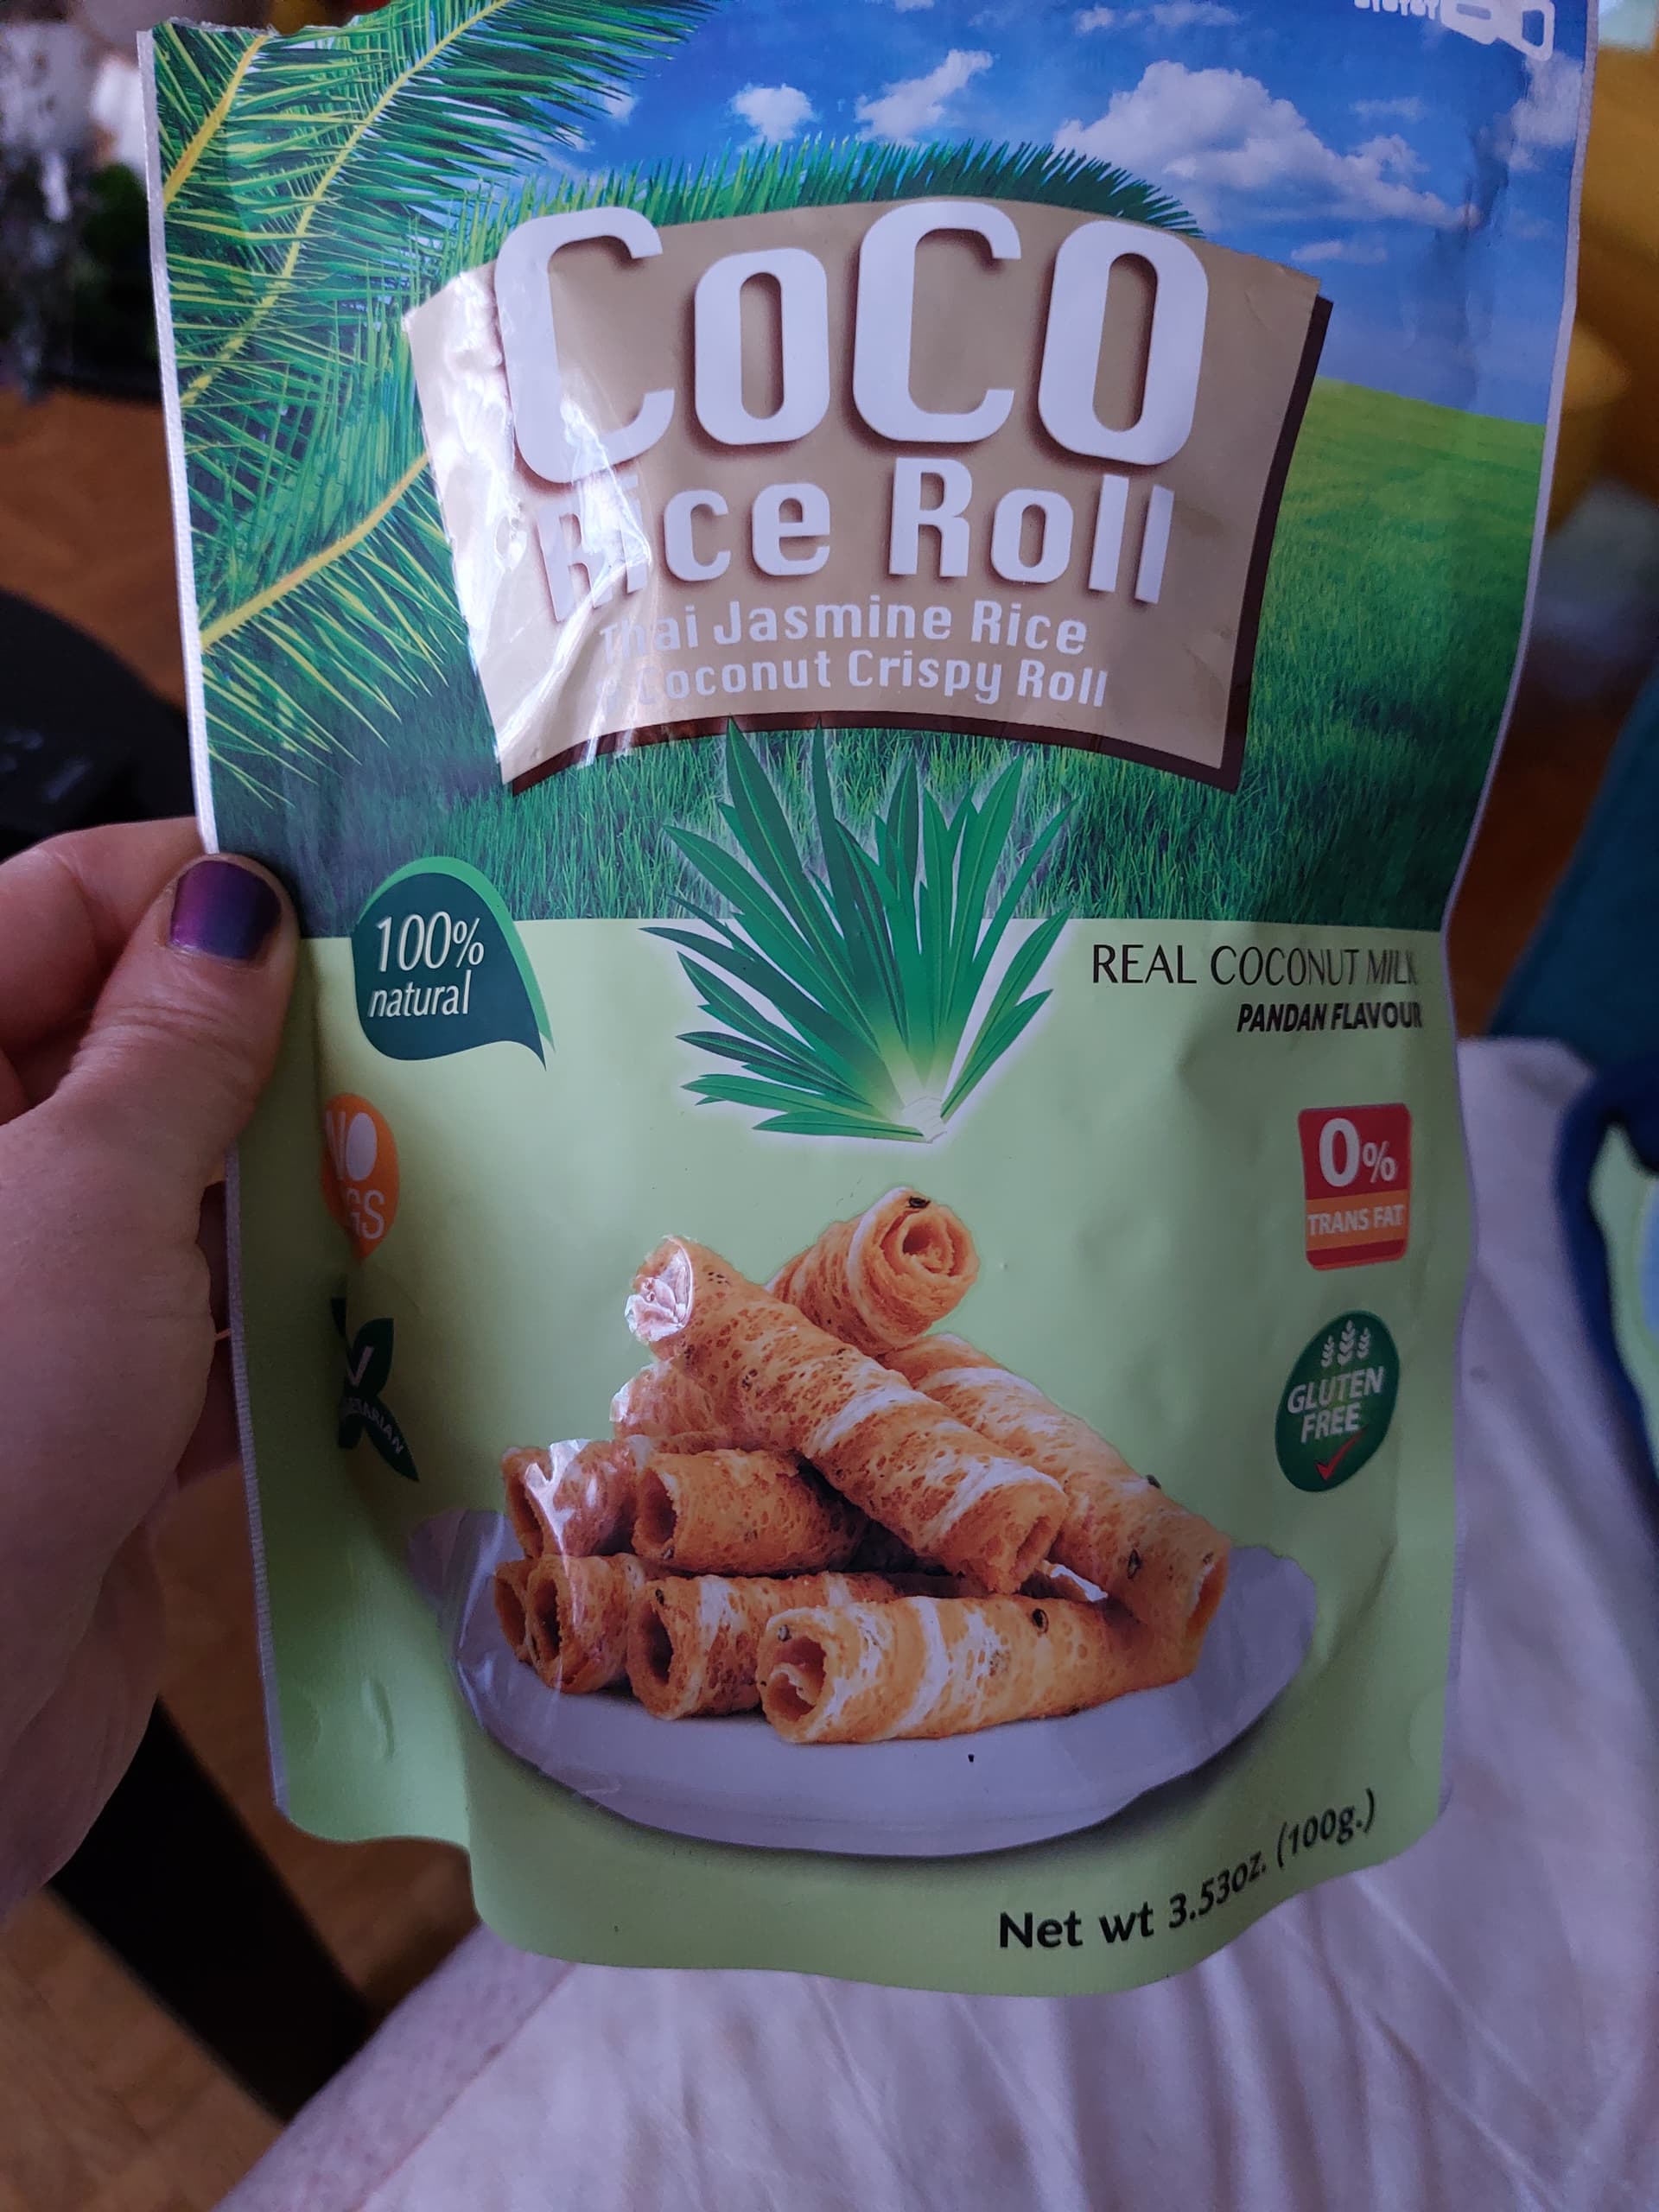 CoCo
Rice Roll
Thai Jasmine Rice
& Coconut Crispy Roll
100%
natural
REAL COCONUT MILK
PANDAN FLAVOUR
NO
0%
TRANS FAT
GLUTEN
FREE
Net wt 3.53oz. (100g.)